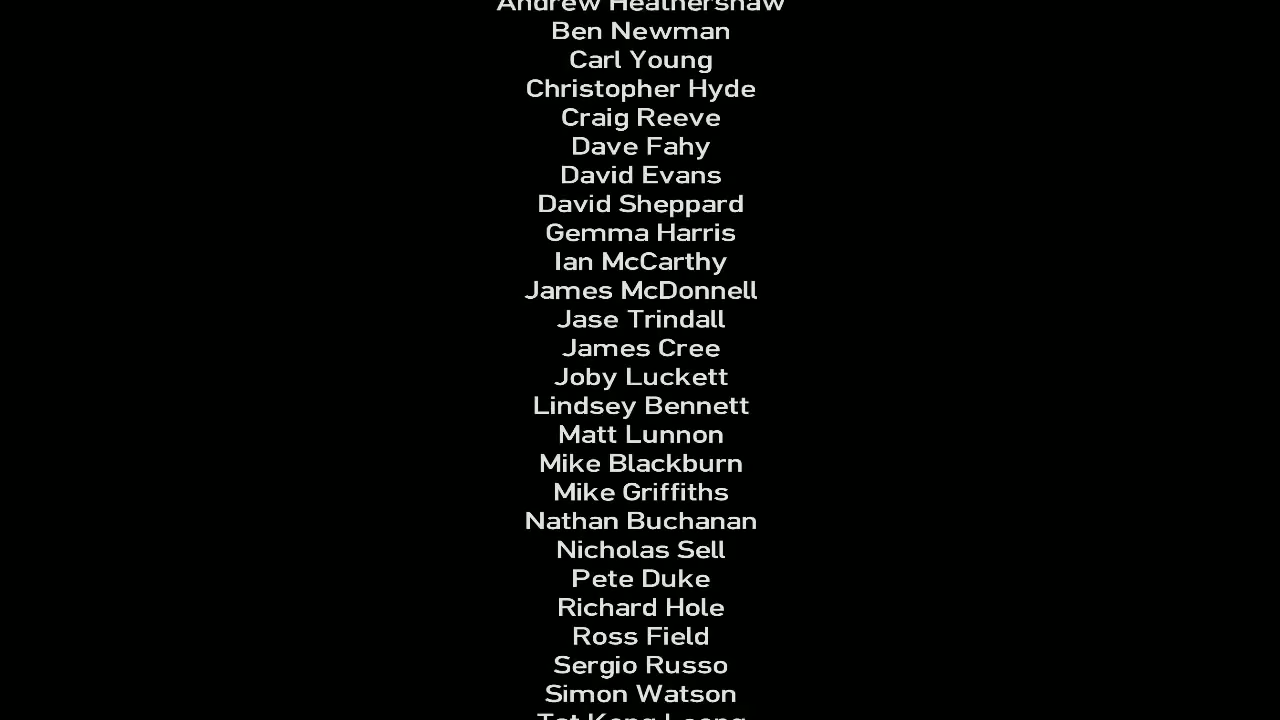 Andrew Heathershaw
Ben Newman
Carl Young
Christopher Hyde
Craig Reeve
Dave Fahy
David Evans
David Sheppard
Gemma Harris
Ian McCarthy
James McDonnell
Jase Trindall
James Cree
Joby Luckett
Lindsey Bennett
Matt Lunnon
Mike Blackburn
Mike Griffiths
Nathan Buchanan
Nicholas Sell
Pete Duke
Richard Hole
Ross Field
Sergio Russo
Simon Watson